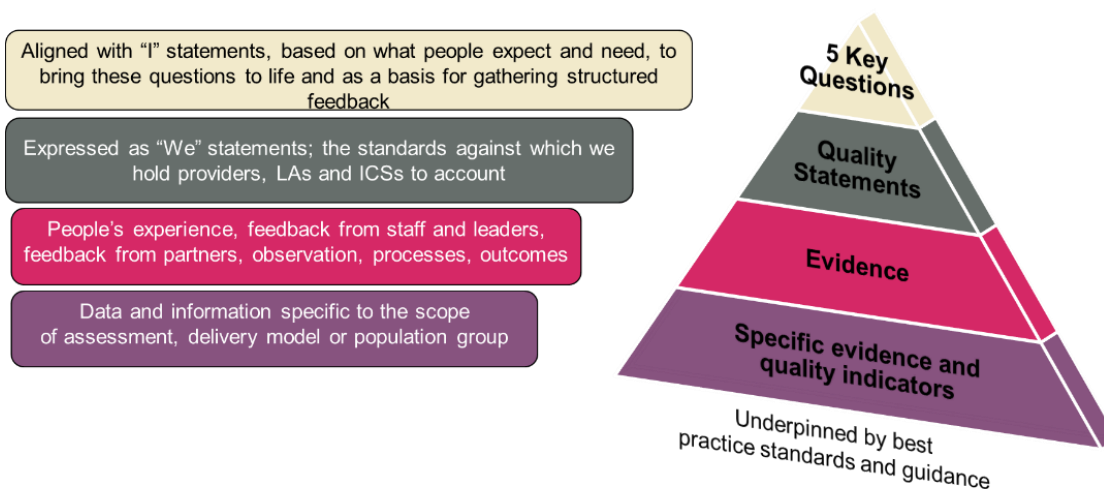 Aligned with “I” statements, based on what people expect and need, to
bring these questions to life and as a basis for gathering structured
feedback
Expressed as “We” statements; the standards against which we
hold providers, LAs and ICSs to account
People’s experience, feedback from staff and leaders,
feedback from partners, observation, processes, outcomes
Data and information specific to the scope
of assessment, delivery model or population group
5 Key
Questions
Quality
Statements
Evidence
Specific evidence and
quality indicators
Underpinned by best
practice standards and guidance